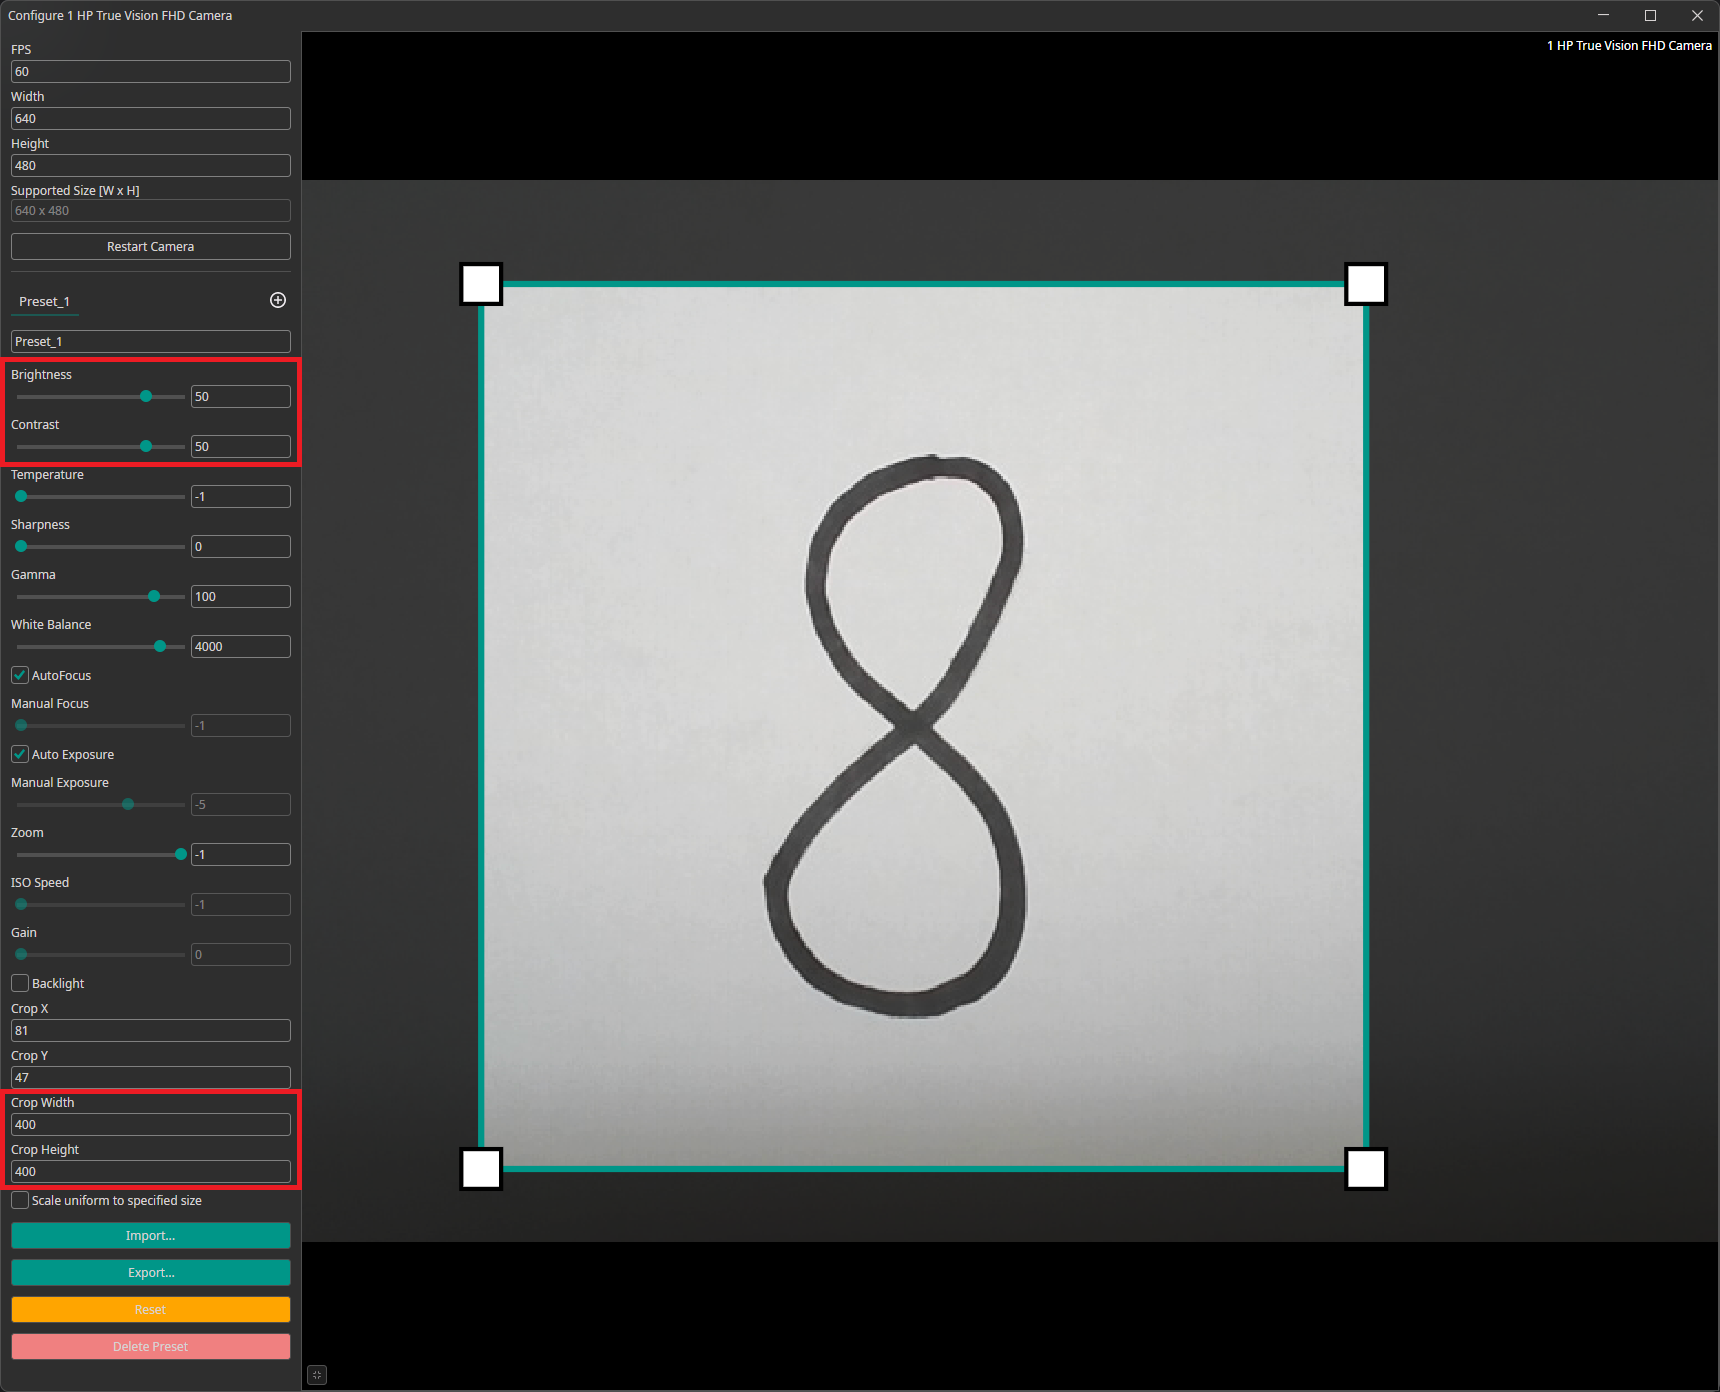 Configure 1 HP True Vision FHD Camera
1 HP True Vision FHD Camera
FPS
60
Width
640
Height
480
Supported Size [W x H]
640 x 480
Restart Camera
Preset_1
Preset_1
Brightness
50
Contrast
50
Temperature
-1
Sharpness
0
Gamma
100
White Balance
4000
AutoFocus
Manual Focus
-1
Auto Exposure
Manual Exposure
-5
Zoom
-1
ISO Speed
-1
Gain
0
Backlight
Crop X
81
Crop Y
47
Crop Width
400
Crop Height
400
Scale uniform to specified size
Import...
Export...
Reset
Delete Preset
8